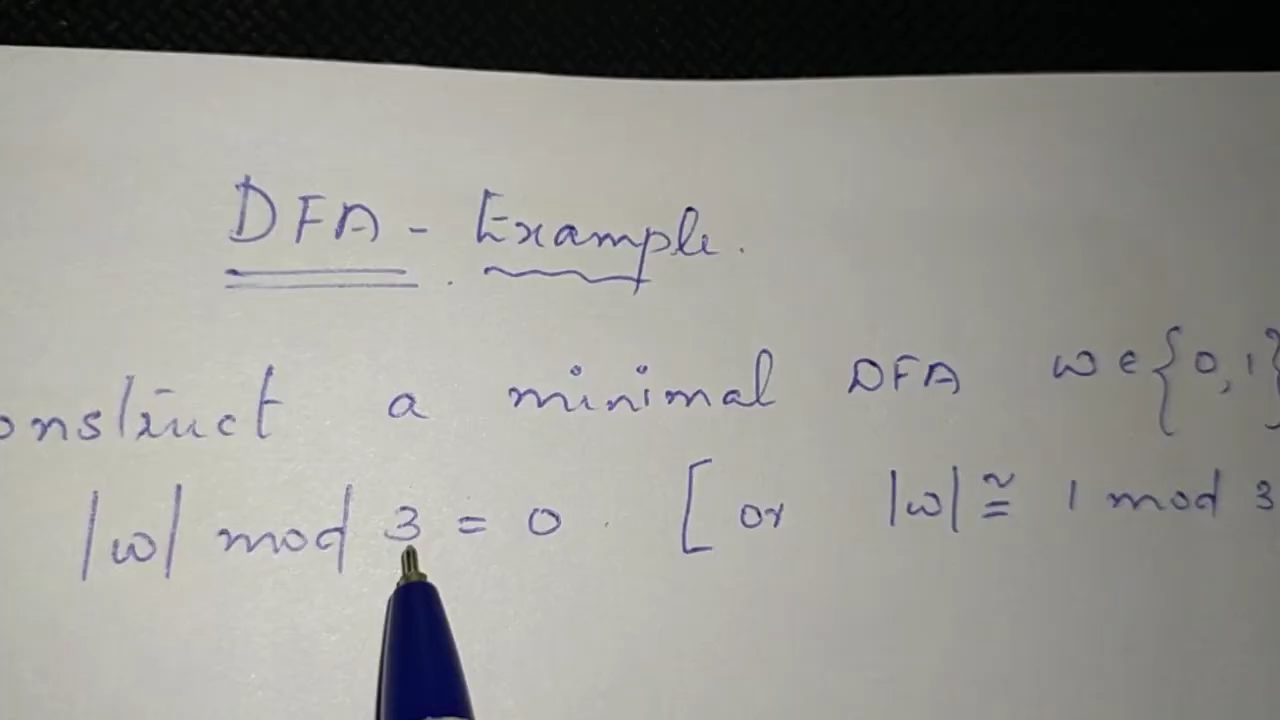 DFA - Example.
onstruct a minimal DFA w ∈ {0,1}
|w| mod 3 = 0 [or |w| ≅ 1 mod 3